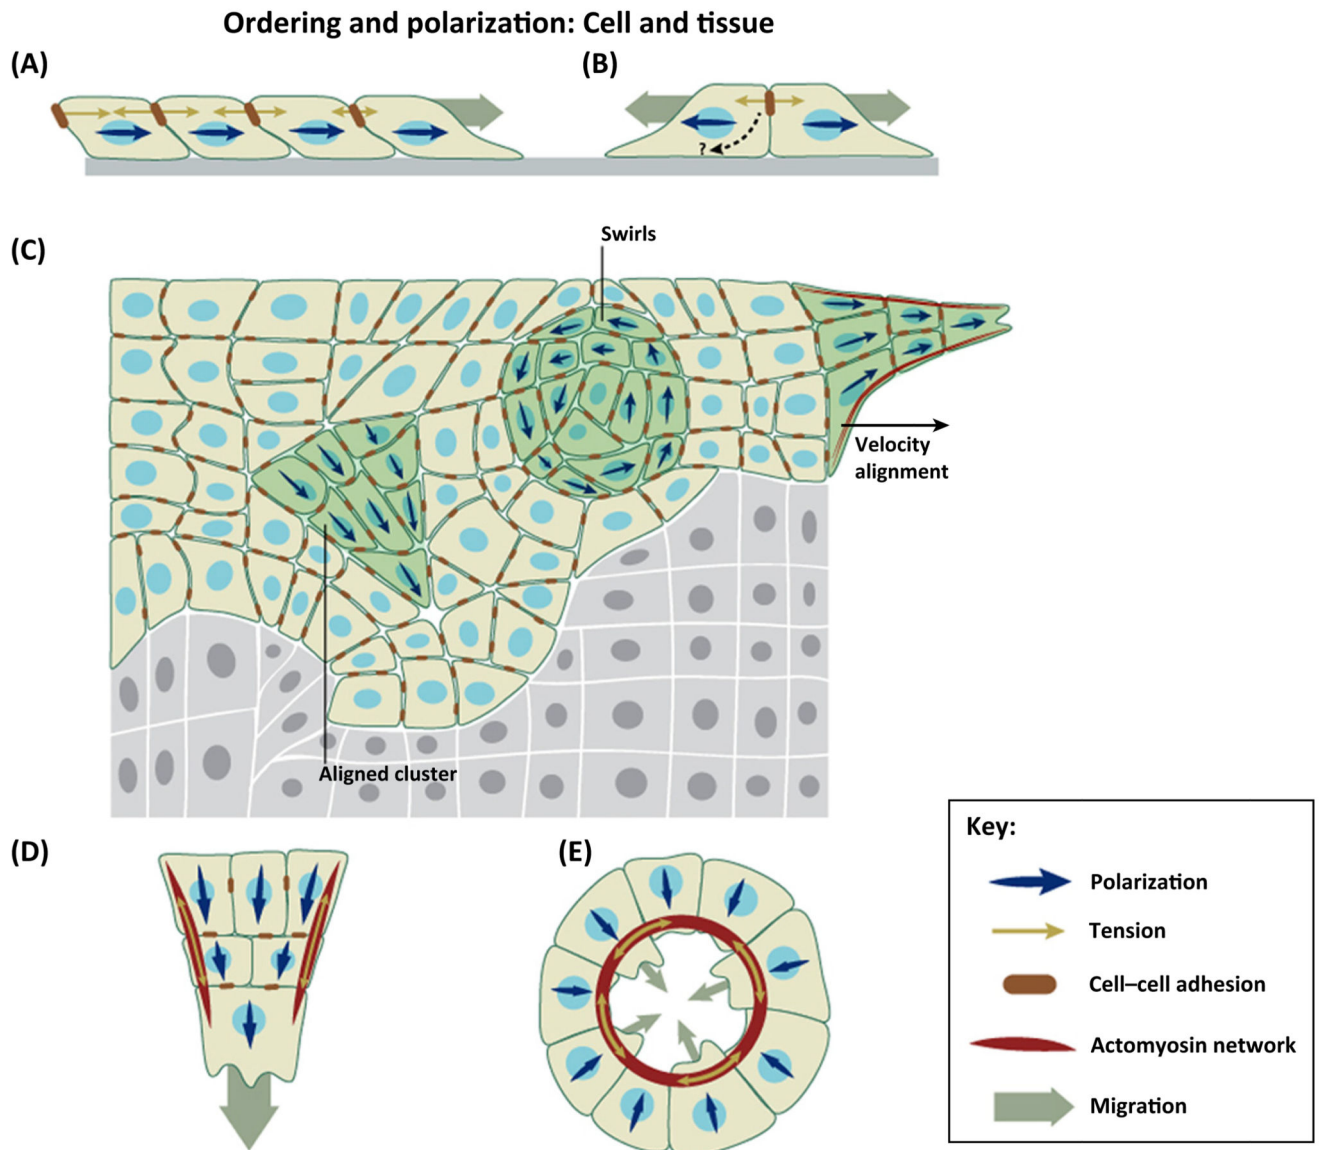 Ordering and polarization: Cell and tissue
(A)
(B)
?
(C)
Swirls
Velocity
alignment
Aligned cluster
(D)
(E)
Key:
Polarization
Tension
Cell–cell adhesion
Actomyosin network
Migration